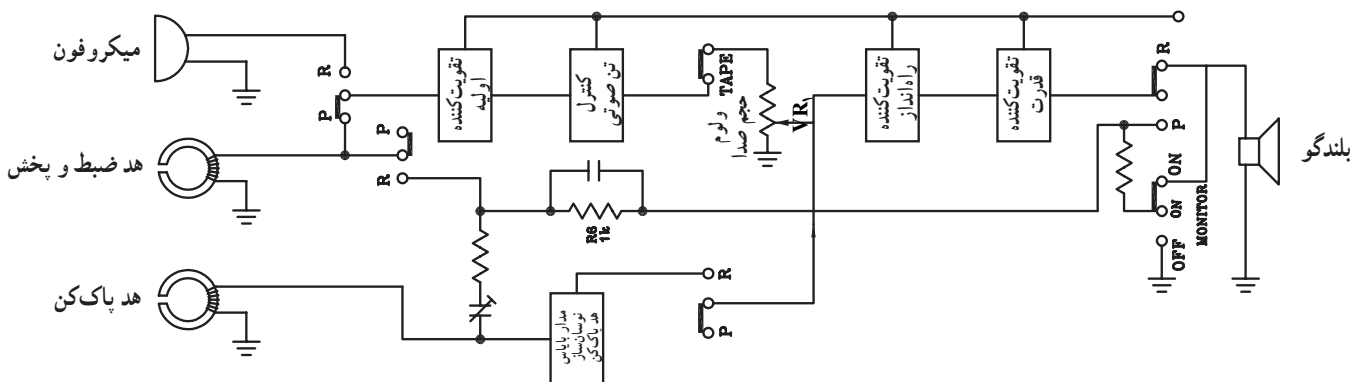 میکروفون
R
P
تقویت‌کننده
اولیه
کنترل
تن صوتی
TAPE
ولوم
حجم صدا
VR₁
تقویت‌کننده
راه‌انداز
تقویت‌کننده
قدرت
R
P
بلندگو
ON
ON
OFF
MONITOR
هد ضبط و پخش
P
R
R6
1k
هد پاک‌کن
مدار بایاس
نوسان‌ساز
هد پاک‌کن
R
P